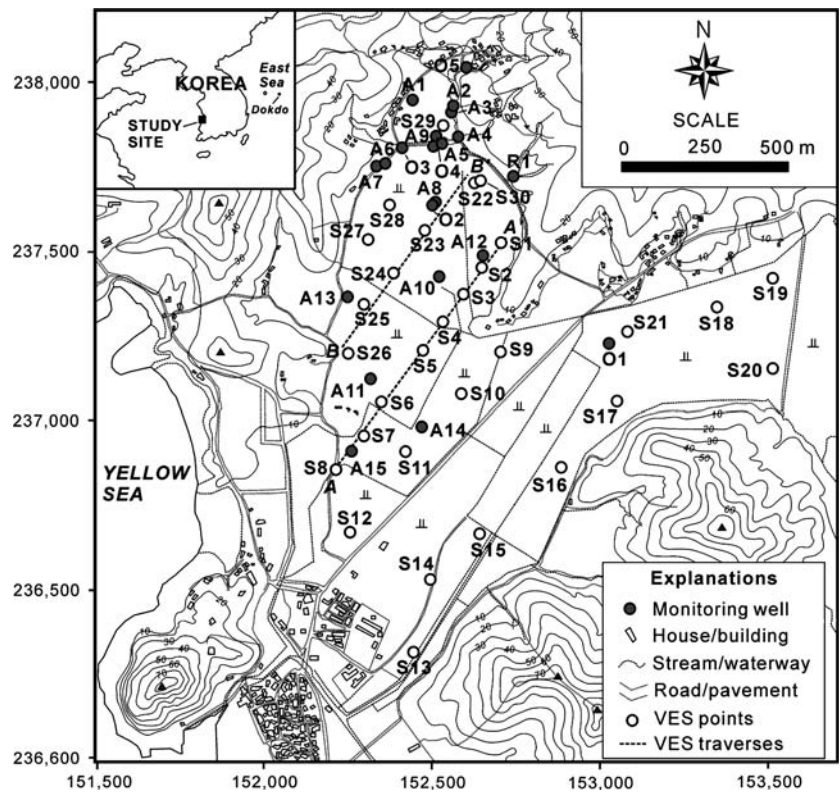 KOREA
East
Sea
Dokdo
STUDY
SITE
N
SCALE
0 250 500 m
238,000
237,500
237,000
236,500
236,600
151,500 152,000 152,500 153,000 153,500
O5
A1
A2
A3
S29
A9
A4
A6
A5
R1
O3
O4
B'
A7
A8
S22
S30
S28
O2
A
S27
S23
A12
S1
S24
S2
A10
S19
A13
S3
S18
S25
S21
S4
B
S26
S5
S9
O1
S20
A11
S10
S6
S17
A14
S7
S11
S8
A15
S16
A
YELLOW
SEA
S12
S15
S14
S13
Explanations
Monitoring well
House/building
Stream/waterway
Road/pavement
VES points
VES traverses